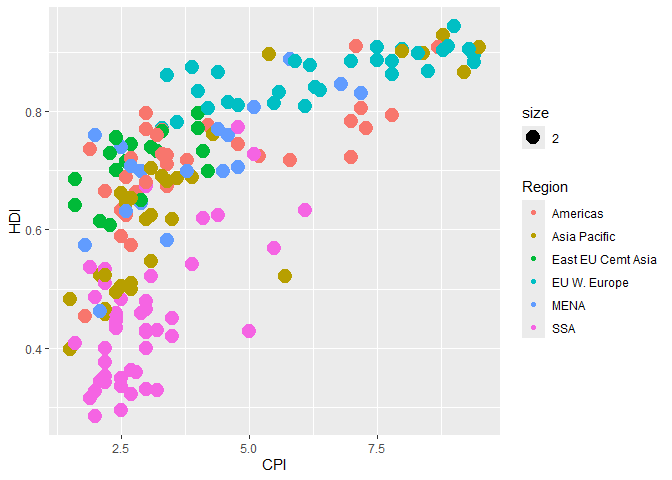 0.8
0.6
0.4
HDI
2.5 5.0 7.5
CPI
size
2
Region
Americas
Asia Pacific
East EU Cemt Asia
EU W. Europe
MENA
SSA